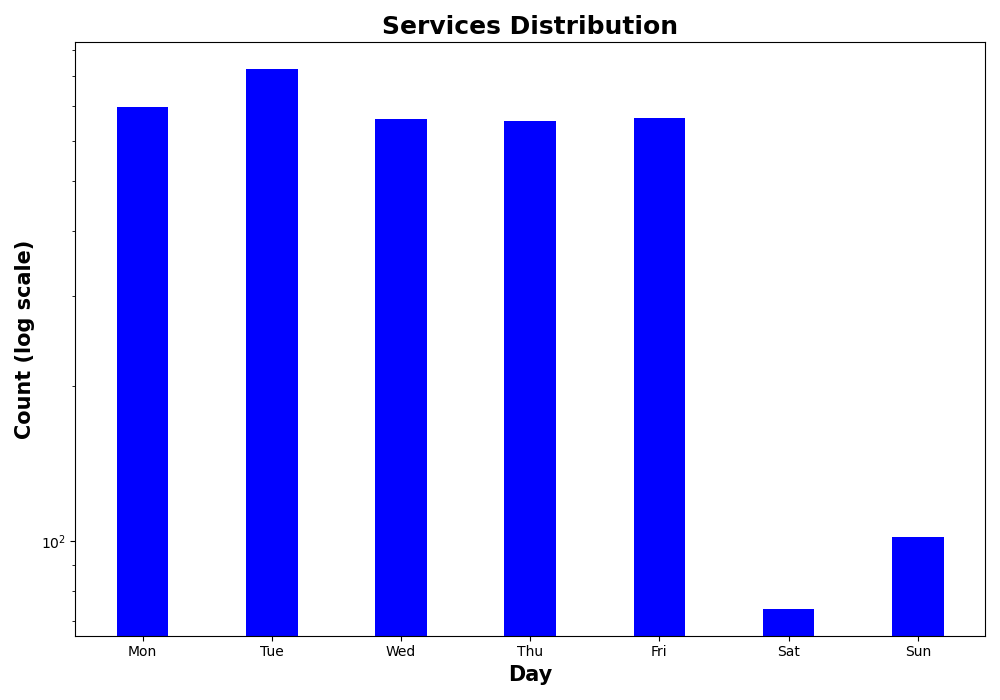 Services Distribution
Count (log scale)
10²
Mon Tue Wed Thu Fri Sat Sun
Day